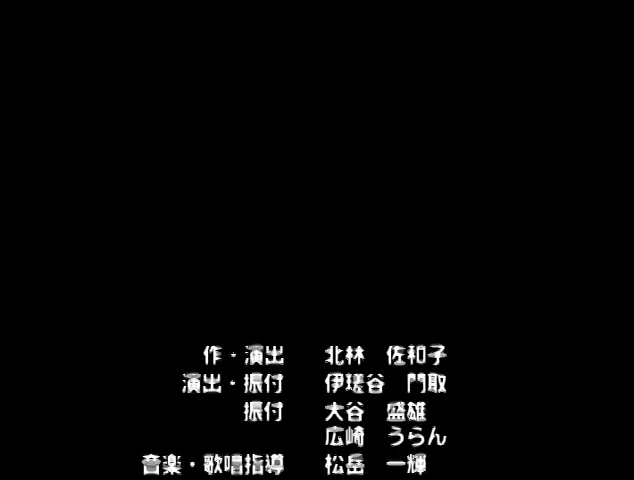 作・演出 北林 佐和子
演出・振付 伊瑳谷 門取
振付 大谷 盛雄
広崎 うらん
音楽・歌唱指導 松岳 一輝